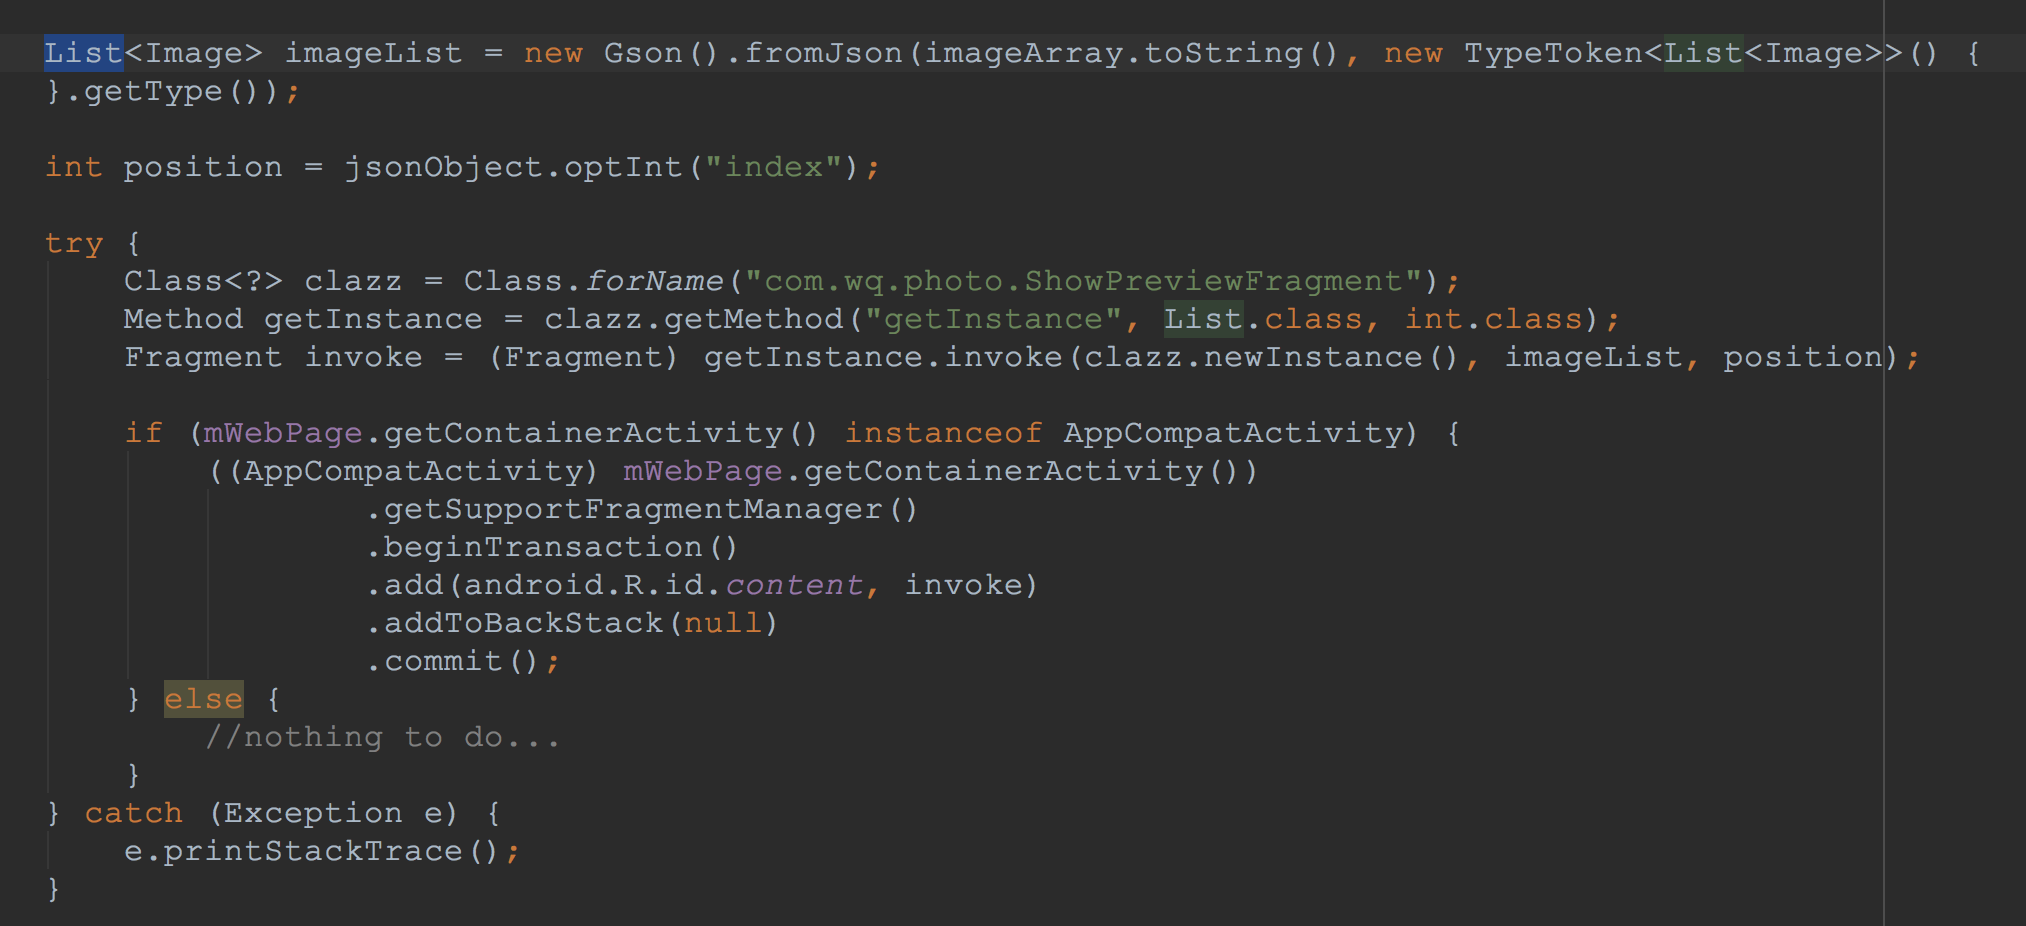 List<Image> imageList = new Gson().fromJson(imageArray.toString(), new TypeToken<List<Image>>() {
}.getType());
int position = jsonObject.optInt("index");
try {
Class<?> clazz = Class.forName("com.wq.photo.ShowPreviewFragment");
Method getInstance = clazz.getMethod("getInstance", List.class, int.class);
Fragment invoke = (Fragment) getInstance.invoke(clazz.newInstance(), imageList, position);
if (mWebPage.getContainerActivity() instanceof AppCompatActivity) {
((AppCompatActivity) mWebPage.getContainerActivity())
.getSupportFragmentManager()
.beginTransaction()
.add(android.R.id.content, invoke)
.addToBackStack(null)
.commit();
} else {
//nothing to do...
}
} catch (Exception e) {
e.printStackTrace();
}